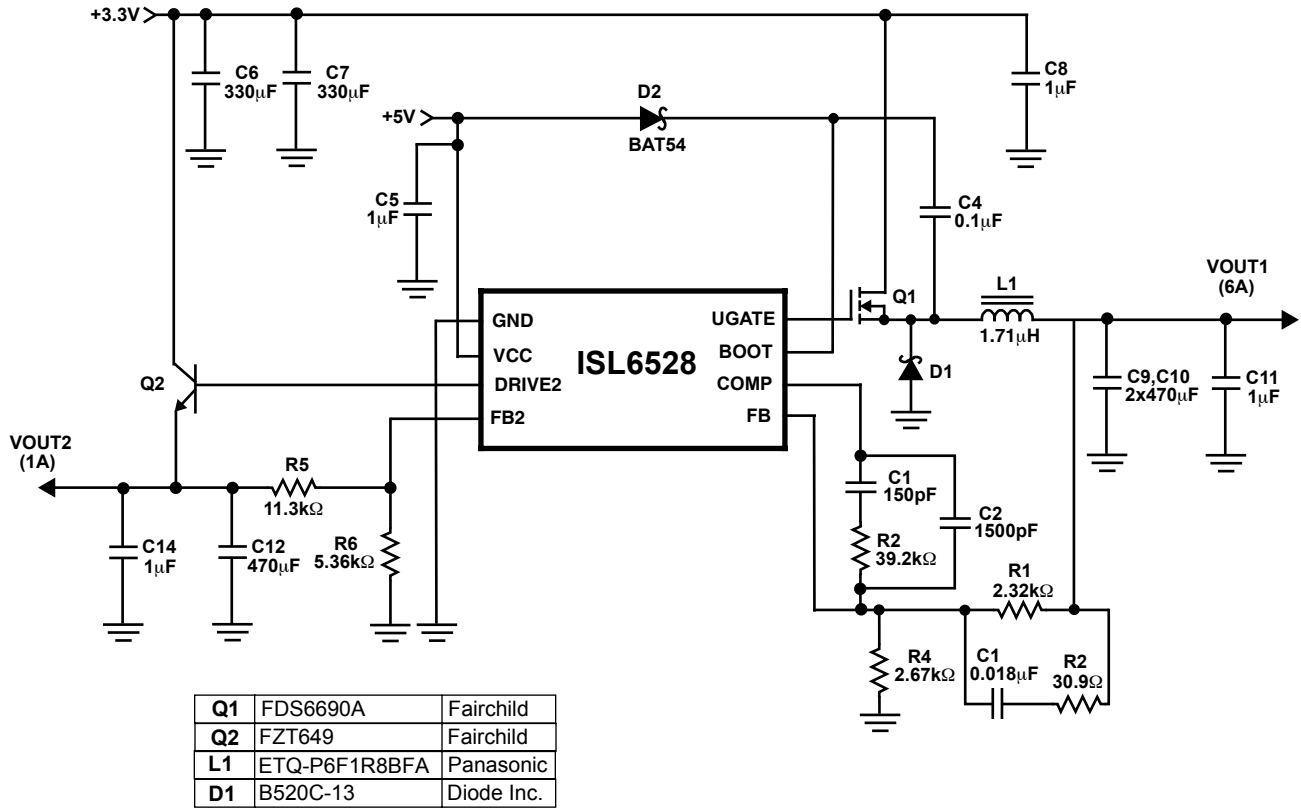 +3.3V
C6
330μF
C7
330μF
C8
1μF
D2
+5V
BAT54
C5
1μF
C4
0.1μF
VOUT1
(6A)
L1
Q1
1.71μH
GND
UGATE
VCC
ISL6528
BOOT
DRIVE2
COMP
FB2
FB
Q2
D1
C9,C10
2x470μF
C11
1μF
VOUT2
(1A)
R5
11.3kΩ
C1
150pF
C2
1500pF
R2
39.2kΩ
C14
1μF
C12
470μF
R6
5.36kΩ
R1
2.32kΩ
R4
2.67kΩ
C1
0.018μF
R2
30.9Ω
Q1 FDS6690A Fairchild
Q2 FZT649 Fairchild
L1 ETQ-P6F1R8BFA Panasonic
D1 B520C-13 Diode Inc.